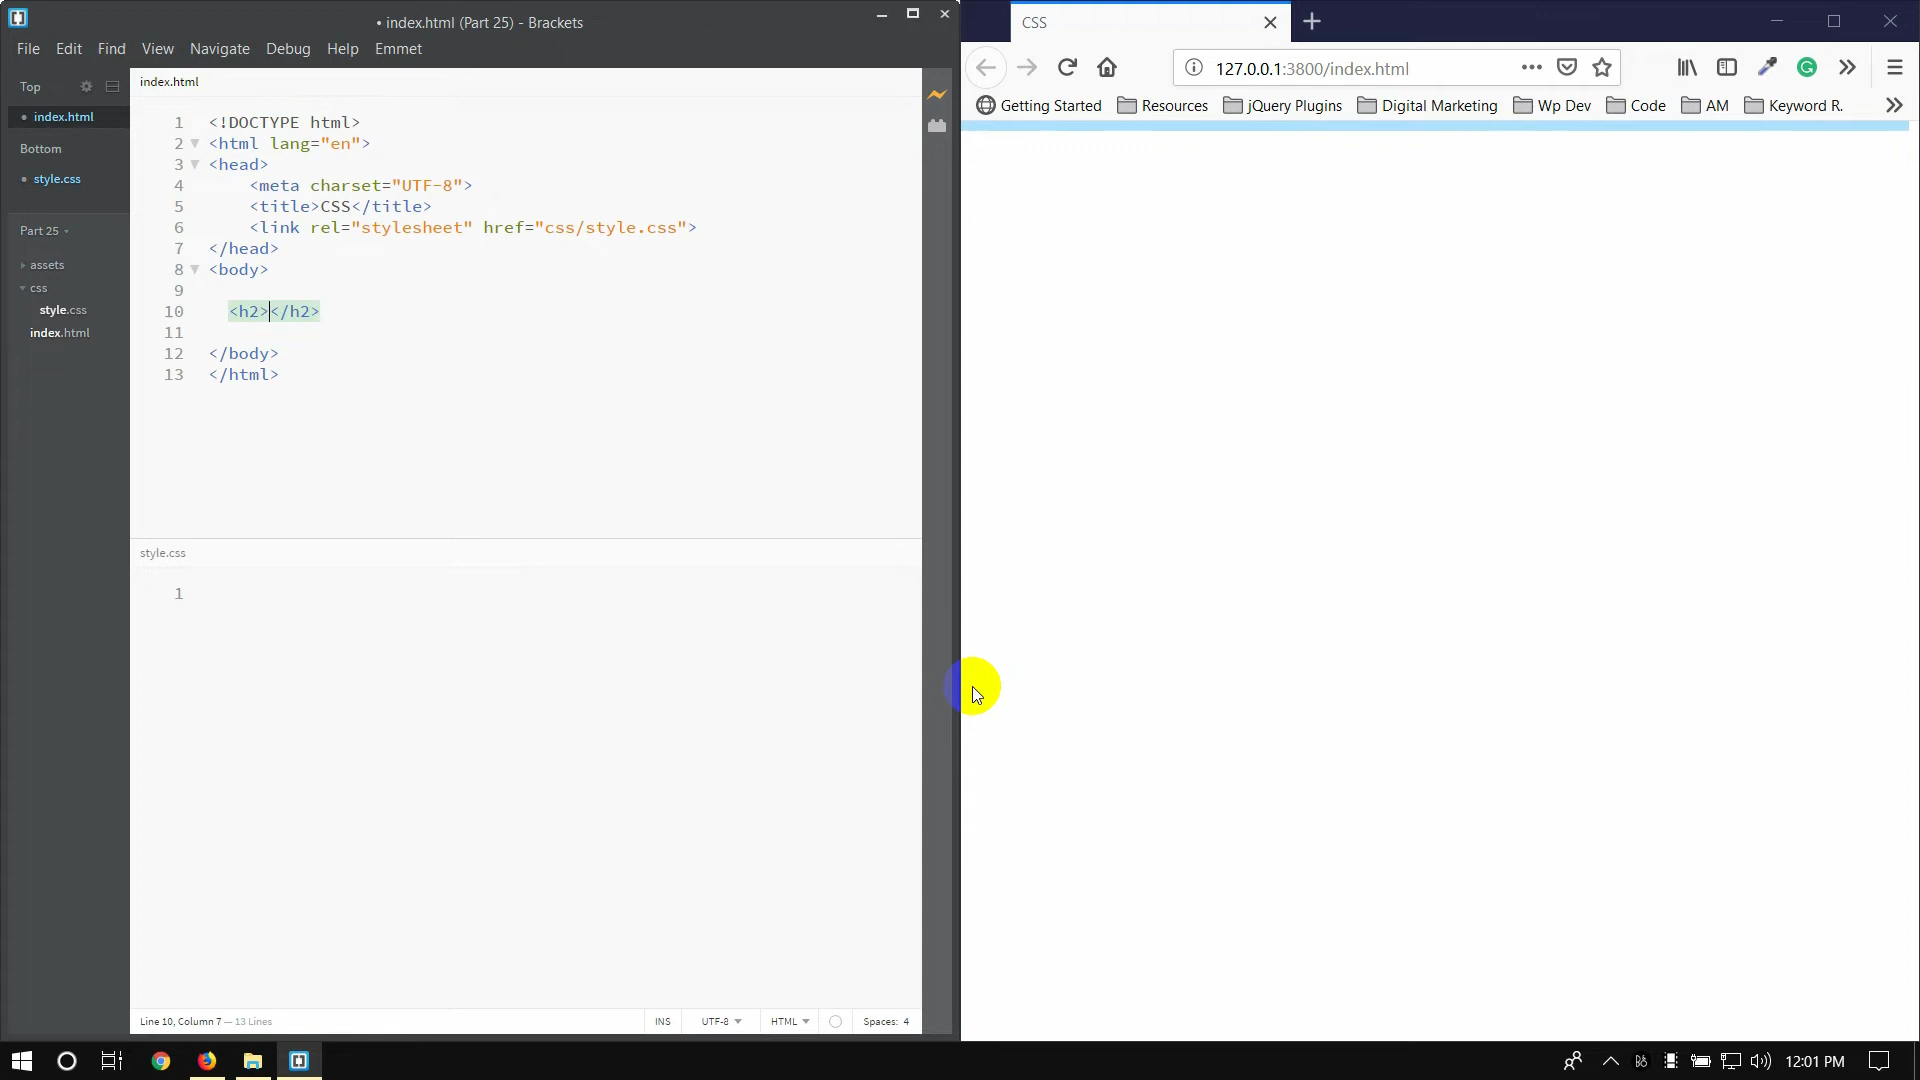 • index.html (Part 25) - Brackets
File Edit Find View Navigate Debug Help Emmet
Top
• index.html
Bottom
• style.css
Part 25
assets
css
style.css
index.html
index.html
1 <!DOCTYPE html>
2 <html lang="en">
3 <head>
4 <meta charset="UTF-8">
5 <title>CSS</title>
6 <link rel="stylesheet" href="css/style.css">
7 </head>
8 <body>
9
10 <h2></h2>
11
12 </body>
13 </html>
style.css
1
Line 10, Column 7 — 13 Lines
INS UTF-8 HTML Spaces: 4
CSS
127.0.0.1:3800/index.html
Getting Started Resources jQuery Plugins Digital Marketing Wp Dev Code AM Keyword R.
12:01 PM